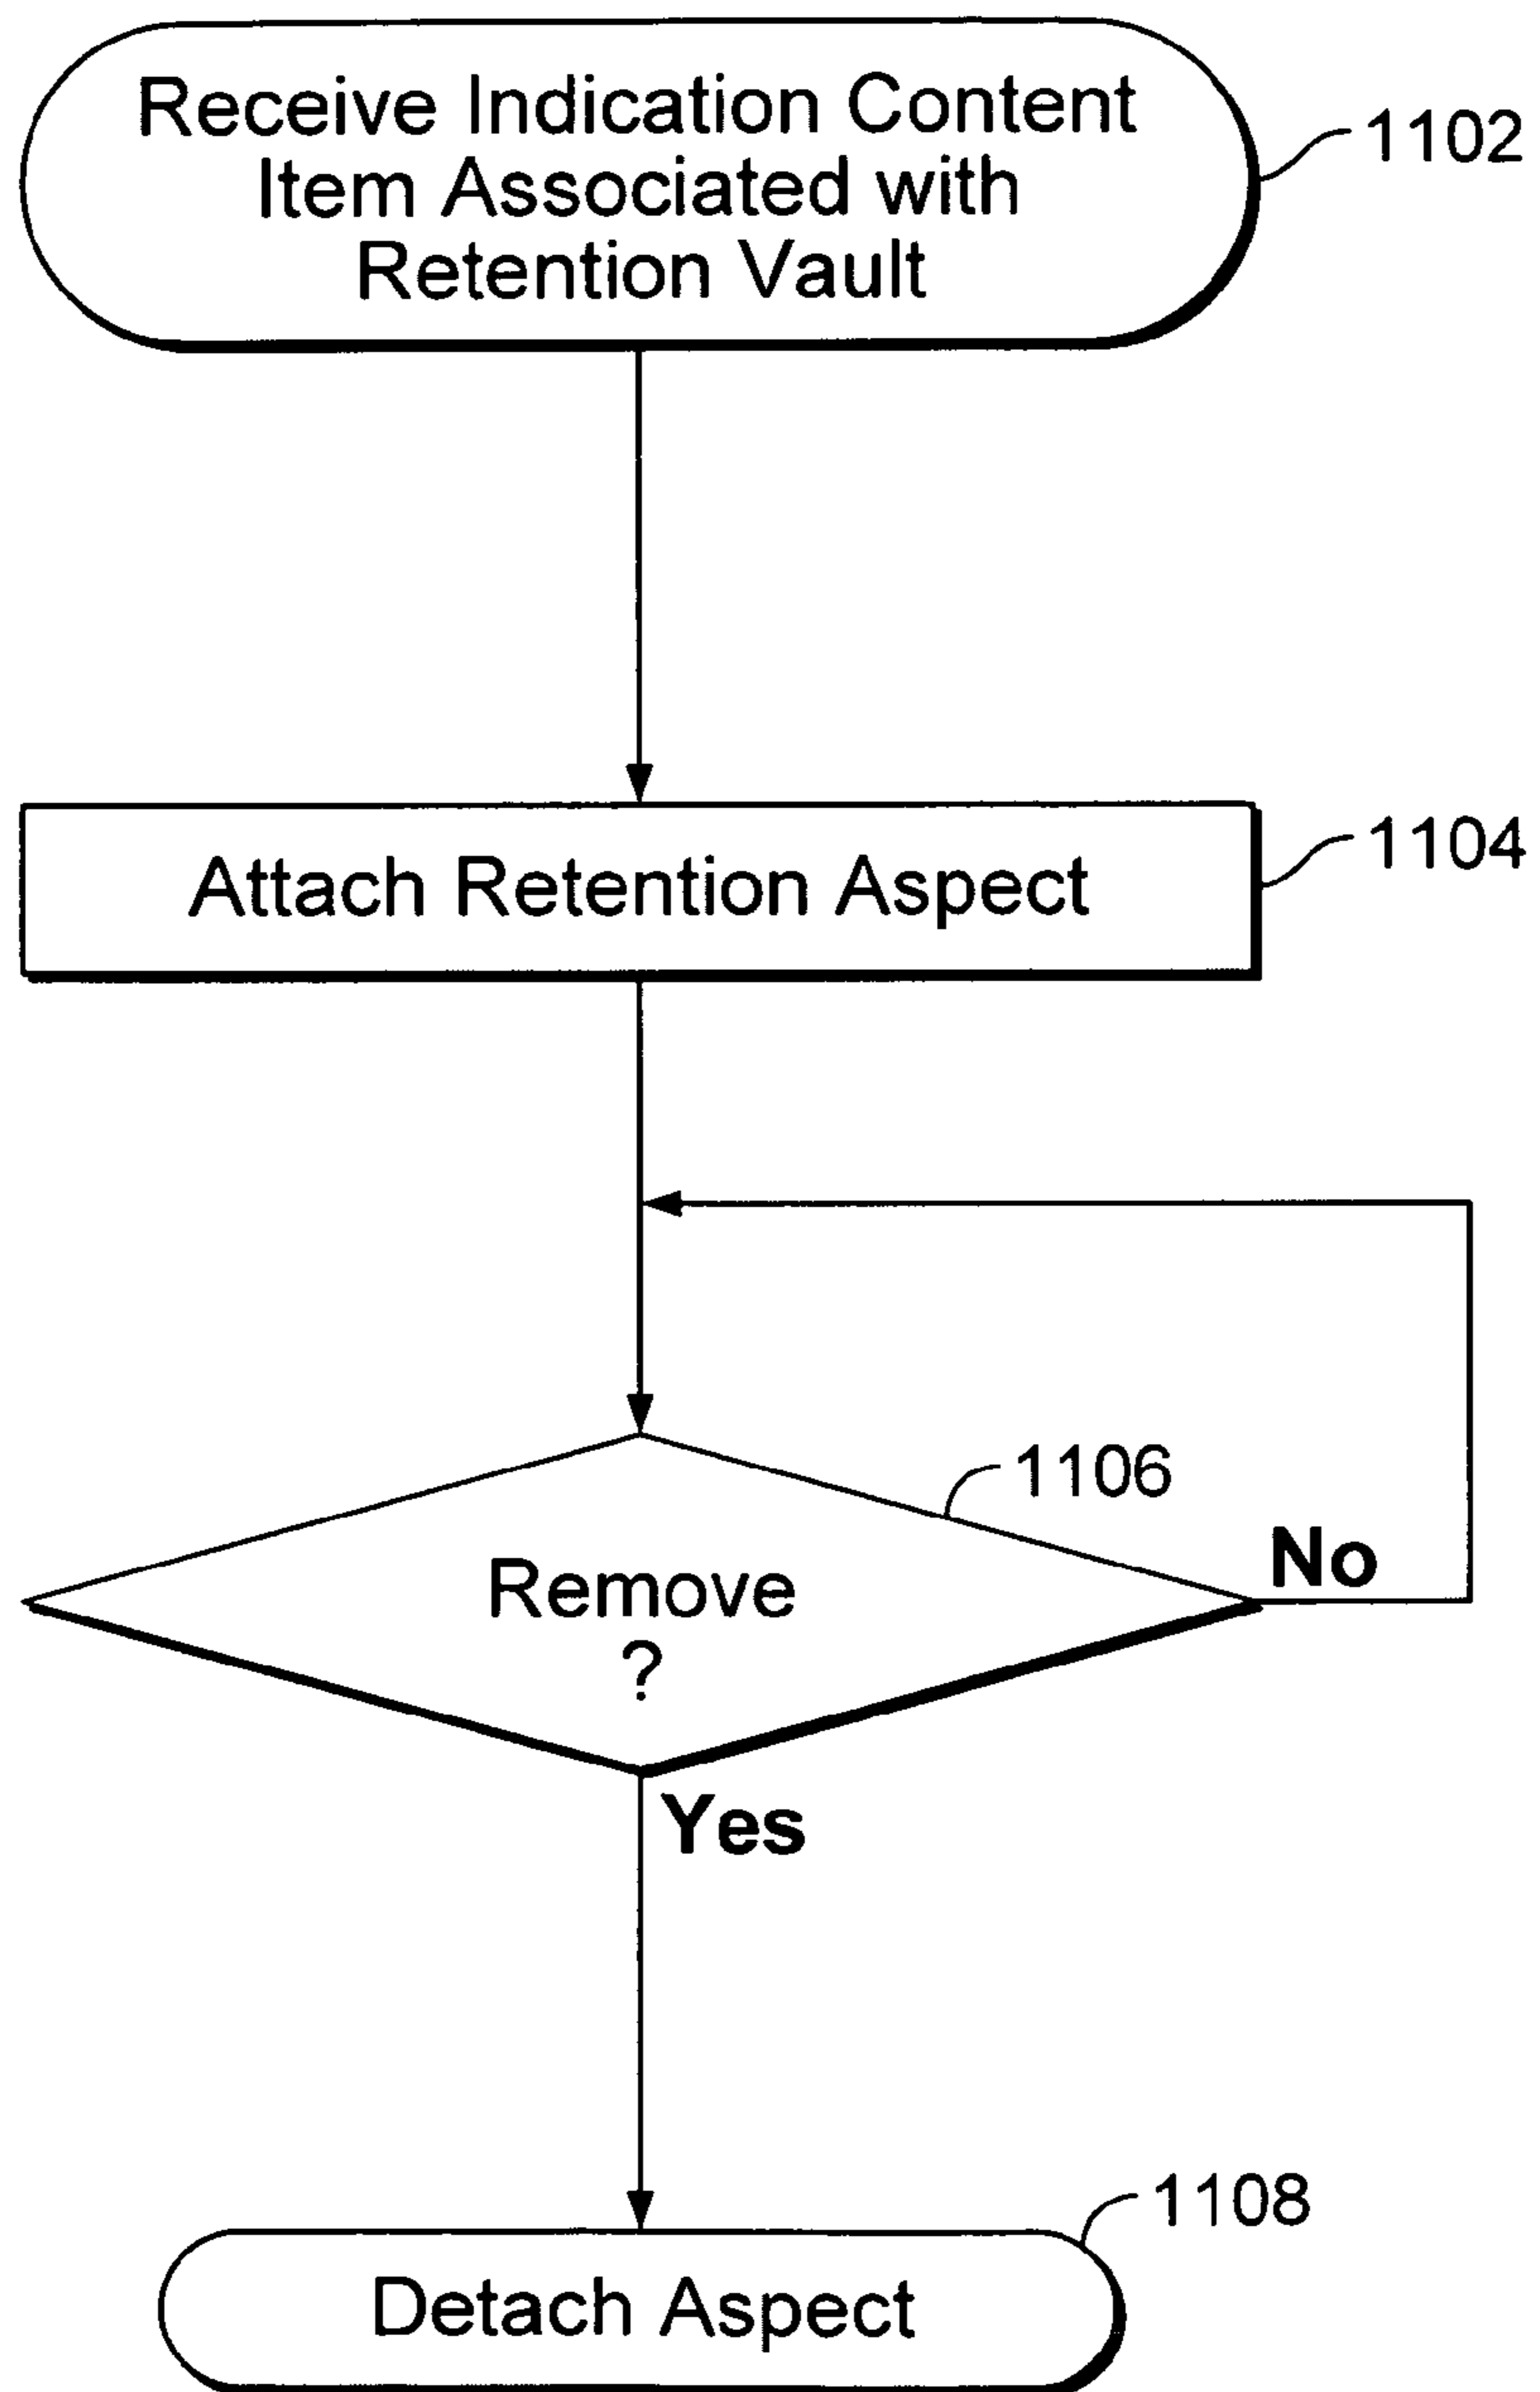 Receive Indication Content
Item Associated with
Retention Vault
1102
Attach Retention Aspect
1104
1106
Remove
?
No
Yes
1108
Detach Aspect